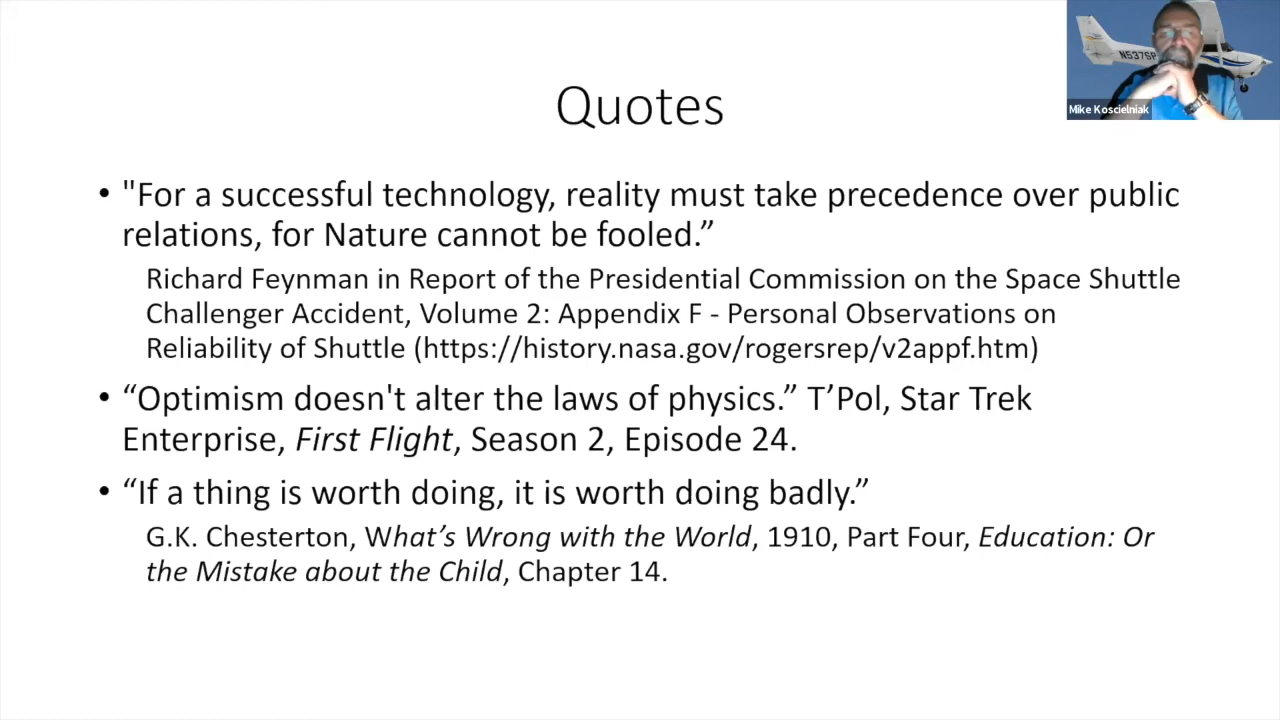 N537SP
Mike Koscielniak
Quotes
• "For a successful technology, reality must take precedence over public
relations, for Nature cannot be fooled.”
Richard Feynman in Report of the Presidential Commission on the Space Shuttle
Challenger Accident, Volume 2: Appendix F - Personal Observations on
Reliability of Shuttle (https://history.nasa.gov/rogersrep/v2appf.htm)
• “Optimism doesn't alter the laws of physics.” T’Pol, Star Trek
Enterprise, First Flight, Season 2, Episode 24.
• “If a thing is worth doing, it is worth doing badly.”
G.K. Chesterton, What’s Wrong with the World, 1910, Part Four, Education: Or
the Mistake about the Child, Chapter 14.